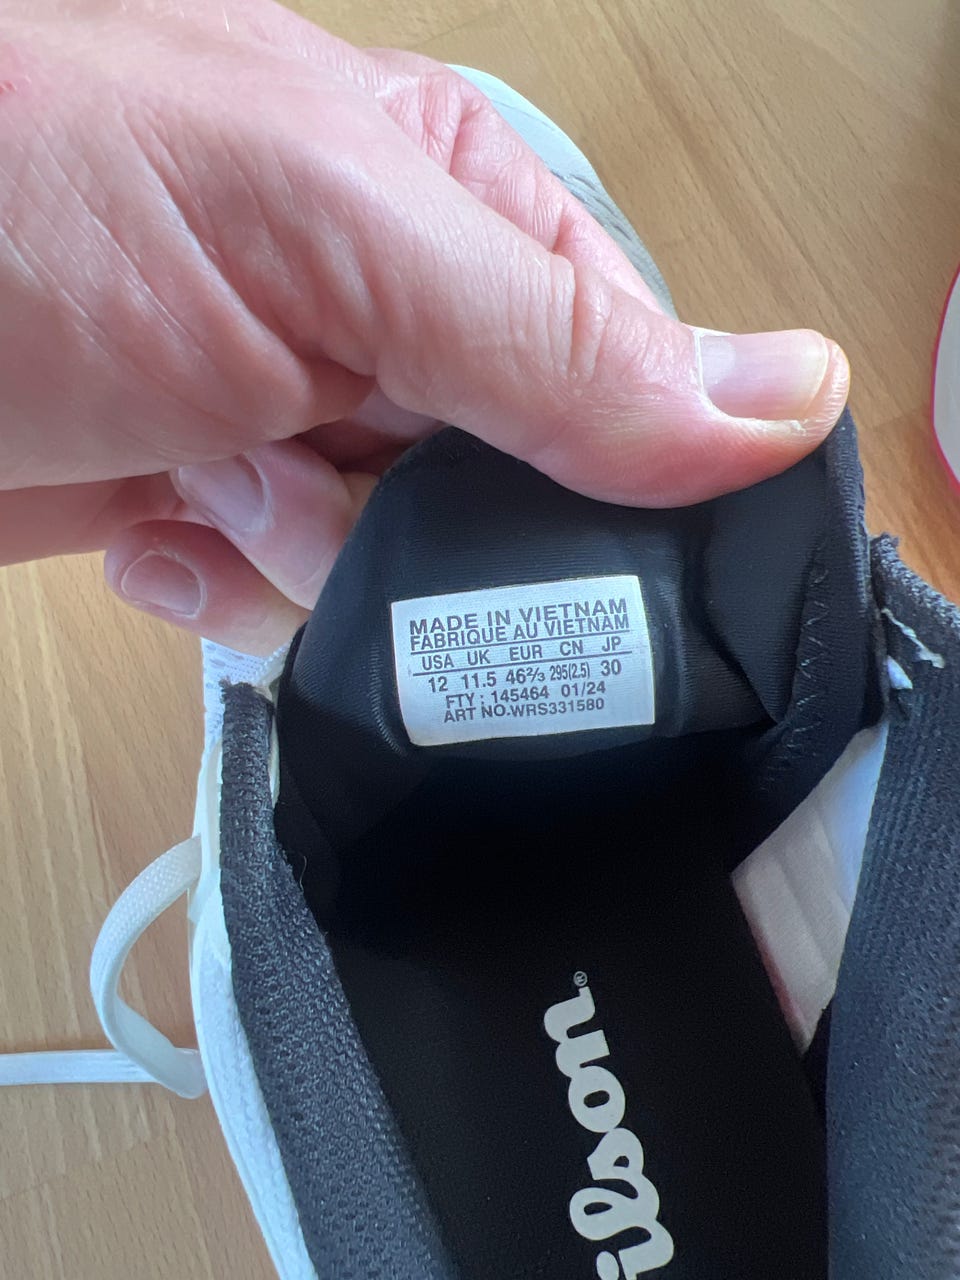 MADE IN VIETNAM
FABRIQUE AU VIETNAM
USA UK EUR CN JP
12 11.5 46⅔ 295(2.5) 30
FTY : 145464 01/24
ART NO.WRS331580
ilson®